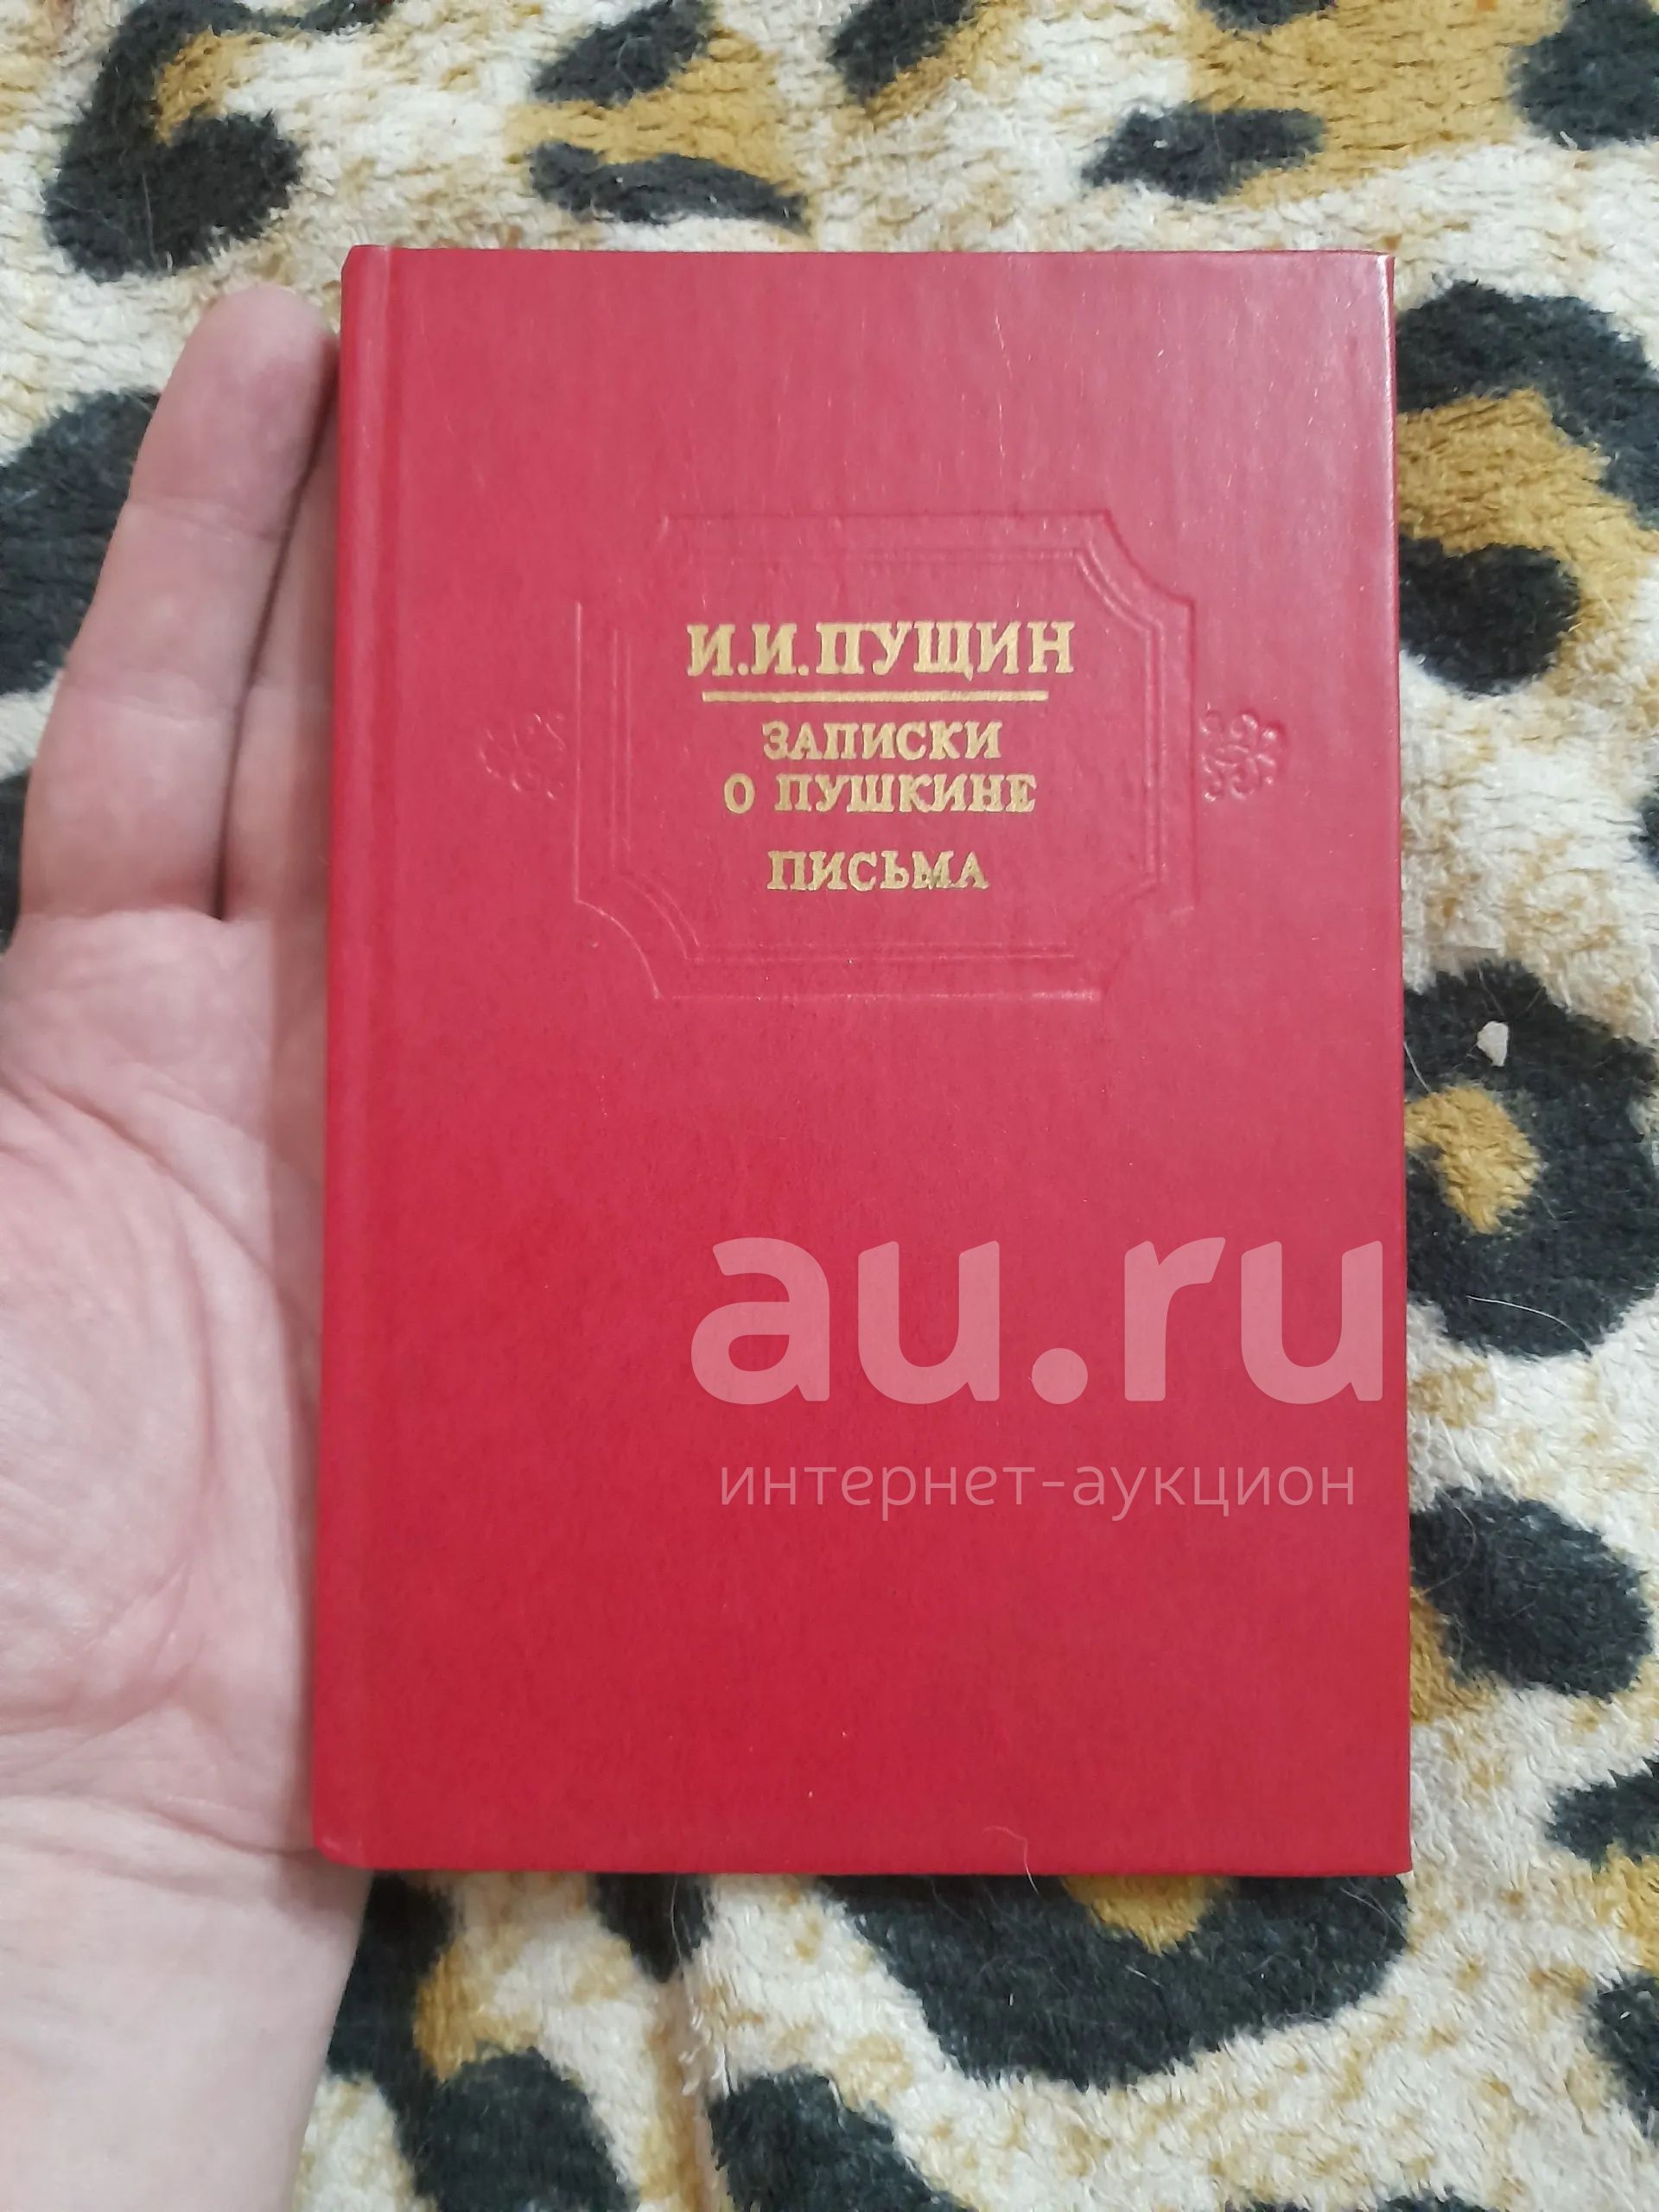 И.И.ПУЩИН
ЗАПИСКИ
О ПУШКИНЕ
ПИСЬМА
au.ru
интернет-аукцион